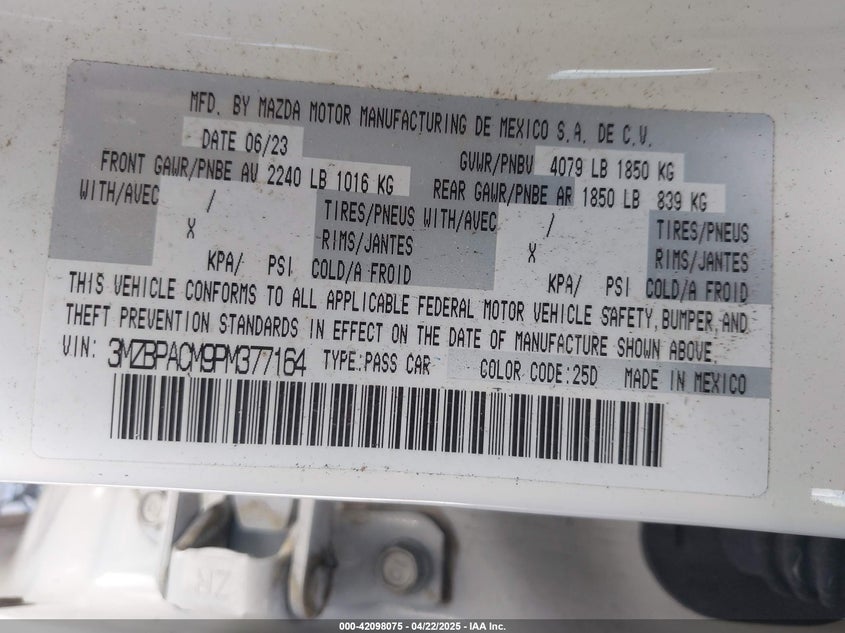 MFD. BY MAZDA MOTOR MANUFACTURING DE MEXICO S.A. DE C.V.
DATE 06/23 GVWR/PNBV 4079 LB 1850 KG
FRONT GAWR/PNBE AV 2240 LB 1016 KG REAR GAWR/PNBE AR 1850 LB 839 KG
WITH/AVEC / TIRES/PNEUS WITH/AVEC / TIRES/PNEUS
X RIMS/JANTES X RIMS/JANTES
KPA/ PSI COLD/A FROID KPA/ PSI COLD/A FROID
THIS VEHICLE CONFORMS TO ALL APPLICABLE FEDERAL MOTOR VEHICLE SAFETY, BUMPER, AND
THEFT PREVENTION STANDARDS IN EFFECT ON THE DATE OF MANUFACTURE SHOWN ABOVE.
VIN: 3MZBPACM9PM377164 TYPE:PASS CAR COLOR CODE:25D MADE IN MEXICO
ZR
000-42098075 - 04/22/2025 - IAA Inc.